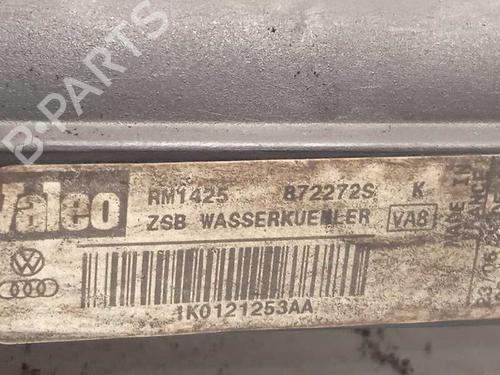 B-PARTS
Valeo
RM1425 872272S K
ZSB WASSERKUEHLER VA8
1K0121253AA
MADE IN
FRANCE